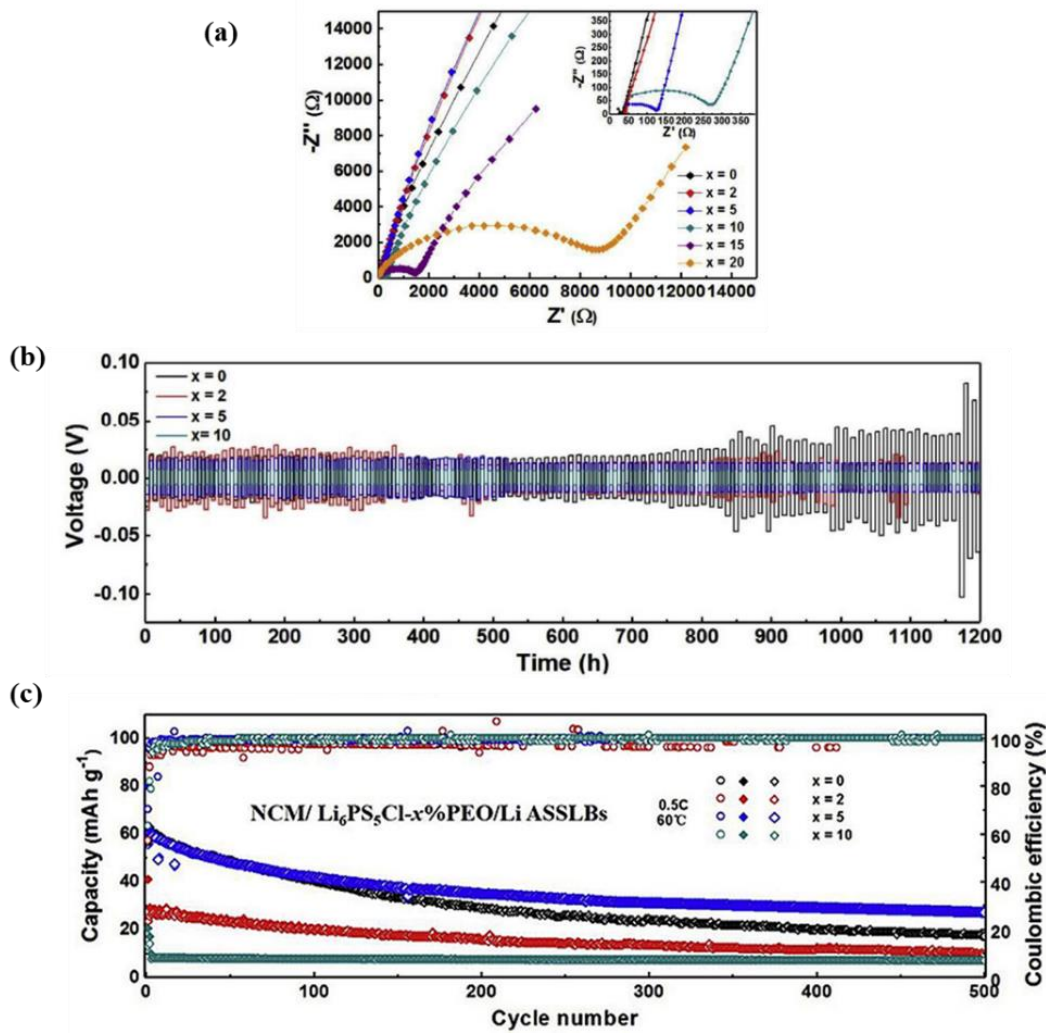 (a)
14000
12000
10000
8000
6000
4000
2000
0
-Z'' (Ω)
0 2000 4000 6000 8000 10000 12000 14000
Z' (Ω)
350
300
250
200
150
100
50
0
-Z'' (Ω)
0 50 100 150 200 250 300 350
Z' (Ω)
x = 0
x = 2
x = 5
x = 10
x = 15
x = 20
(b)
0.10
0.05
0.00
-0.05
-0.10
Voltage (V)
x = 0
x = 2
x = 5
x= 10
0 100 200 300 400 500 600 700 800 900 1000 1100 1200
Time (h)
(c)
100
80
60
40
20
0
Capacity (mAh g-1)
NCM/ Li6PS5Cl-x%PEO/Li ASSLBs
0.5C
60℃
x = 0
x = 2
x = 5
x = 10
100
80
60
40
20
0
Coulombic efficiency (%)
0 100 200 300 400 500
Cycle number